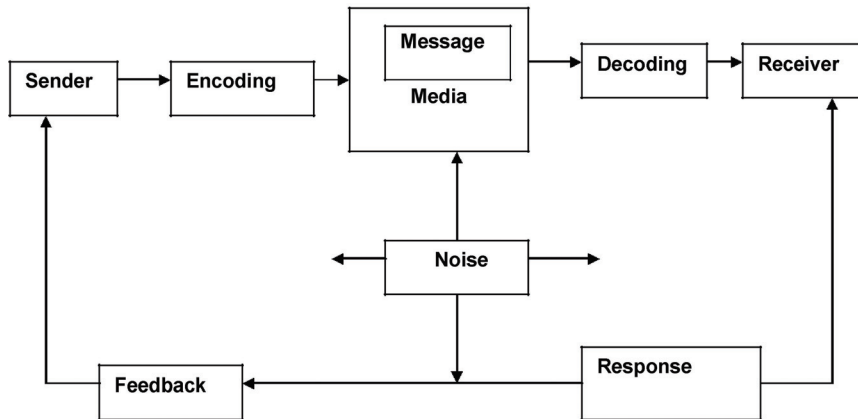 Sender
Encoding
Message
Media
Decoding
Receiver
Noise
Feedback
Response